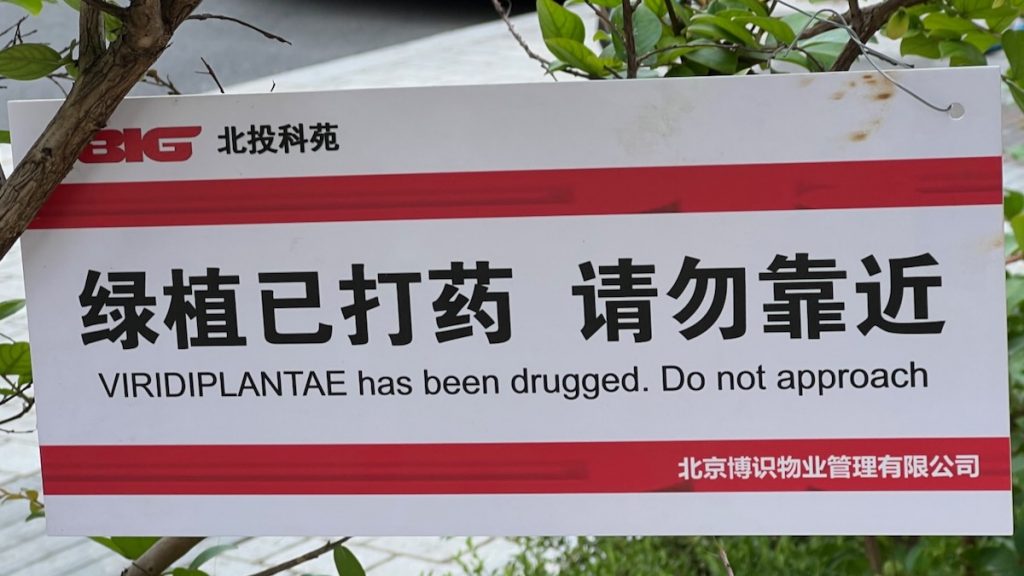 BIG 北投科苑
绿植已打药 请勿靠近
VIRIDIPLANTAE has been drugged. Do not approach
北京博识物业管理有限公司